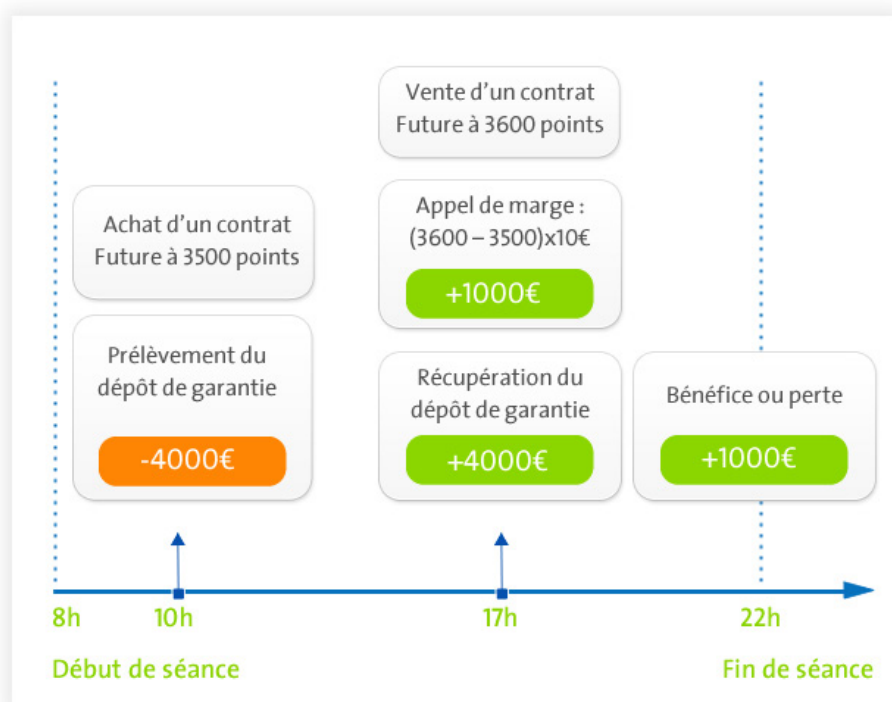 Achat d’un contrat
Future à 3500 points
Prélèvement du
dépôt de garantie
-4000€
Vente d’un contrat
Future à 3600 points
Appel de marge :
(3600 – 3500)x10€
+1000€
Récupération du
dépôt de garantie
+4000€
Bénéfice ou perte
+1000€
8h
10h
17h
22h
Début de séance
Fin de séance